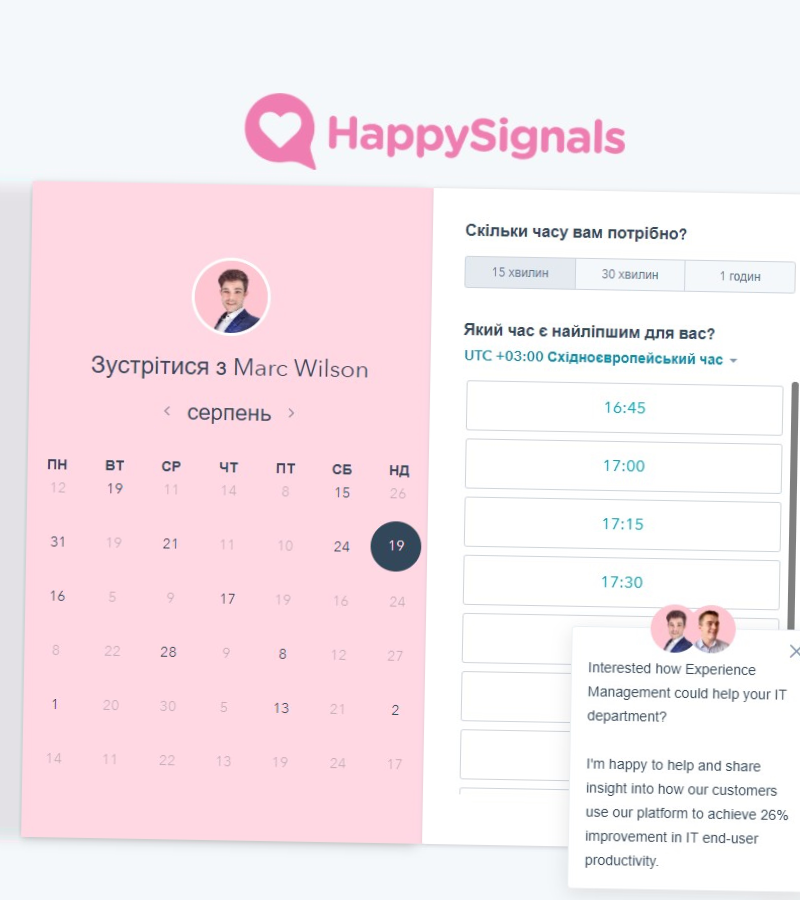 HappySignals
Зустрітися з Marc Wilson
серпень
ПН ВТ СР ЧТ ПТ СБ НД
12 19 11 14 8 15 26
31 19 21 11 10 24 19
16 5 9 17 19 16 24
8 22 28 9 8 12 27
1 20 30 5 13 21 2
14 11 22 13 19 24 17
Скільки часу вам потрібно?
15 хвилин 30 хвилин 1 годин
Який час є найліпшим для вас?
UTC +03:00 Східноєвропейський час
16:45
17:00
17:15
17:30
Interested how Experience
Management could help your IT
department?
I'm happy to help and share
insight into how our customers
use our platform to achieve 26%
improvement in IT end-user
productivity.